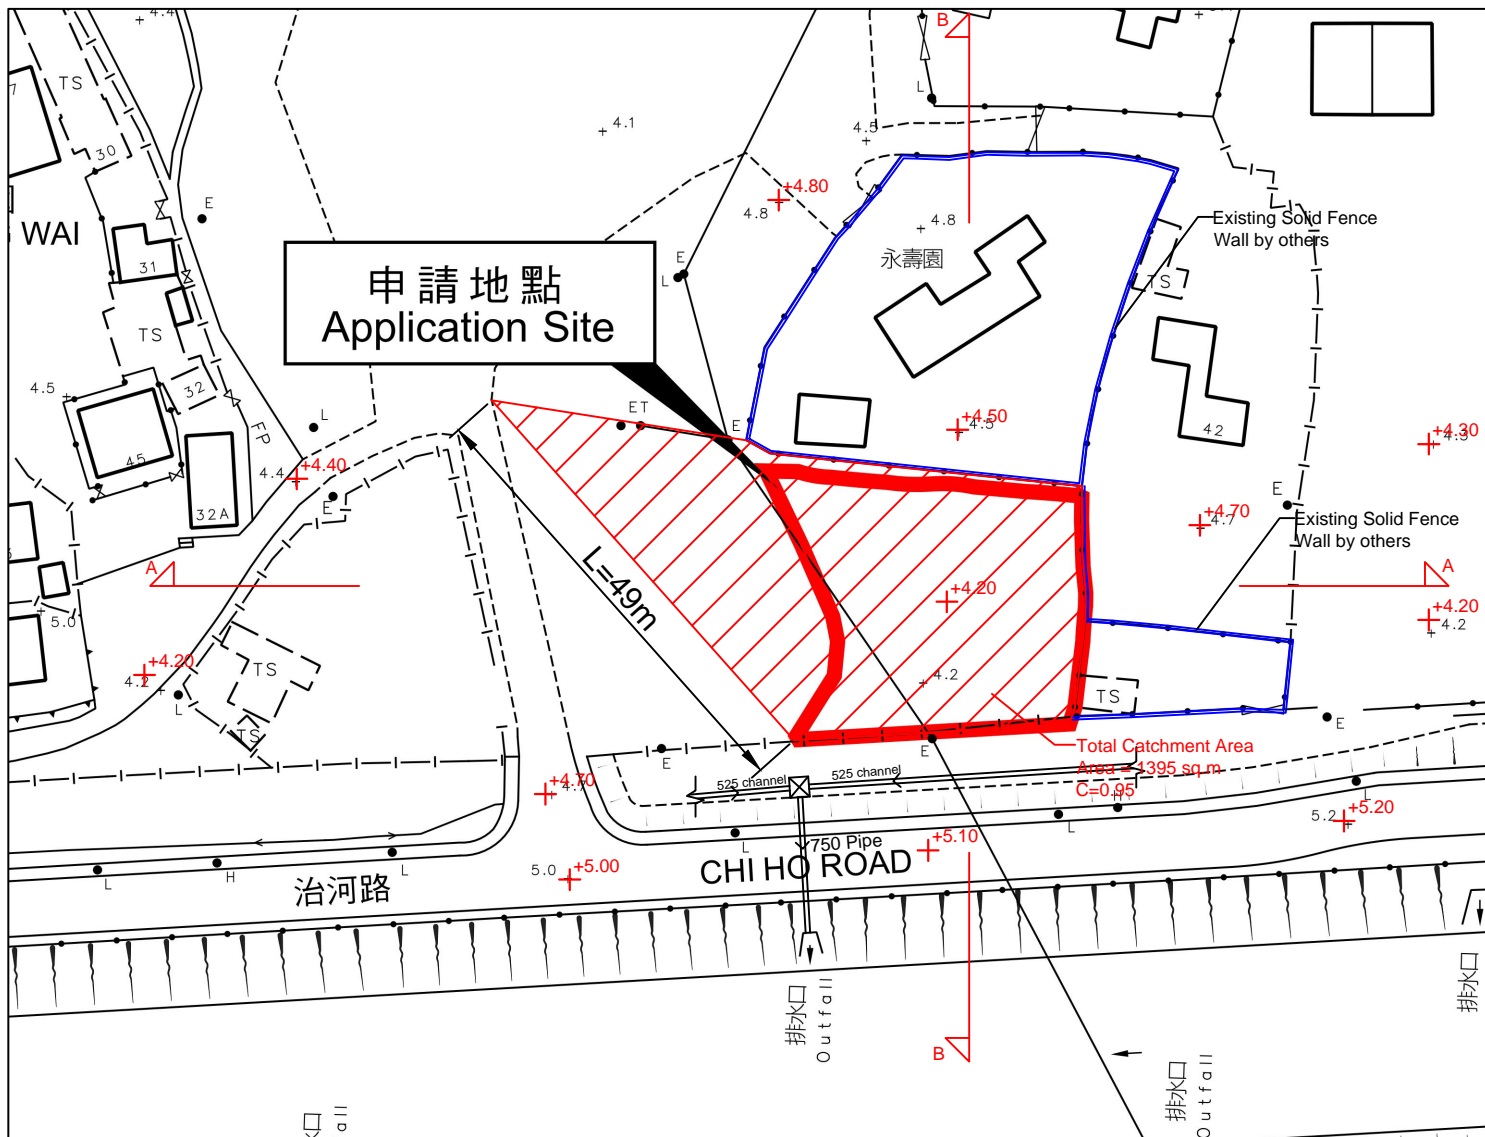 4.4
B
TS
7
L
4.1
4.5
30
+4.80
4.8
4.8
E
WAI
Existing Solid Fence
Wall by others
永壽園
31
申請地點
Application Site
E
L
TS
TS
4.5
32
L
FP
ET
E
+4.50
4.5
42
+4.30
4.3
45
4.4
+4.40
E
32A
E
+4.70
4.7
Existing Solid Fence
Wall by others
A
A
L=49m
+4.20
5.0
+4.20
4.2
+4.20
4.2
TS
4.2
L
TS
TS
E
E
E
Total Catchment Area
Area = 1395 sq.m
C=0.95
525 channel
525 channel
+4.70
4.7
L
5.2
+5.20
L
L
750 Pipe
+5.10
CHI HO ROAD
L
H
L
5.0
+5.00
治河路
排水口
Outfall
排水口
B
排水口
Outfall
水口
all